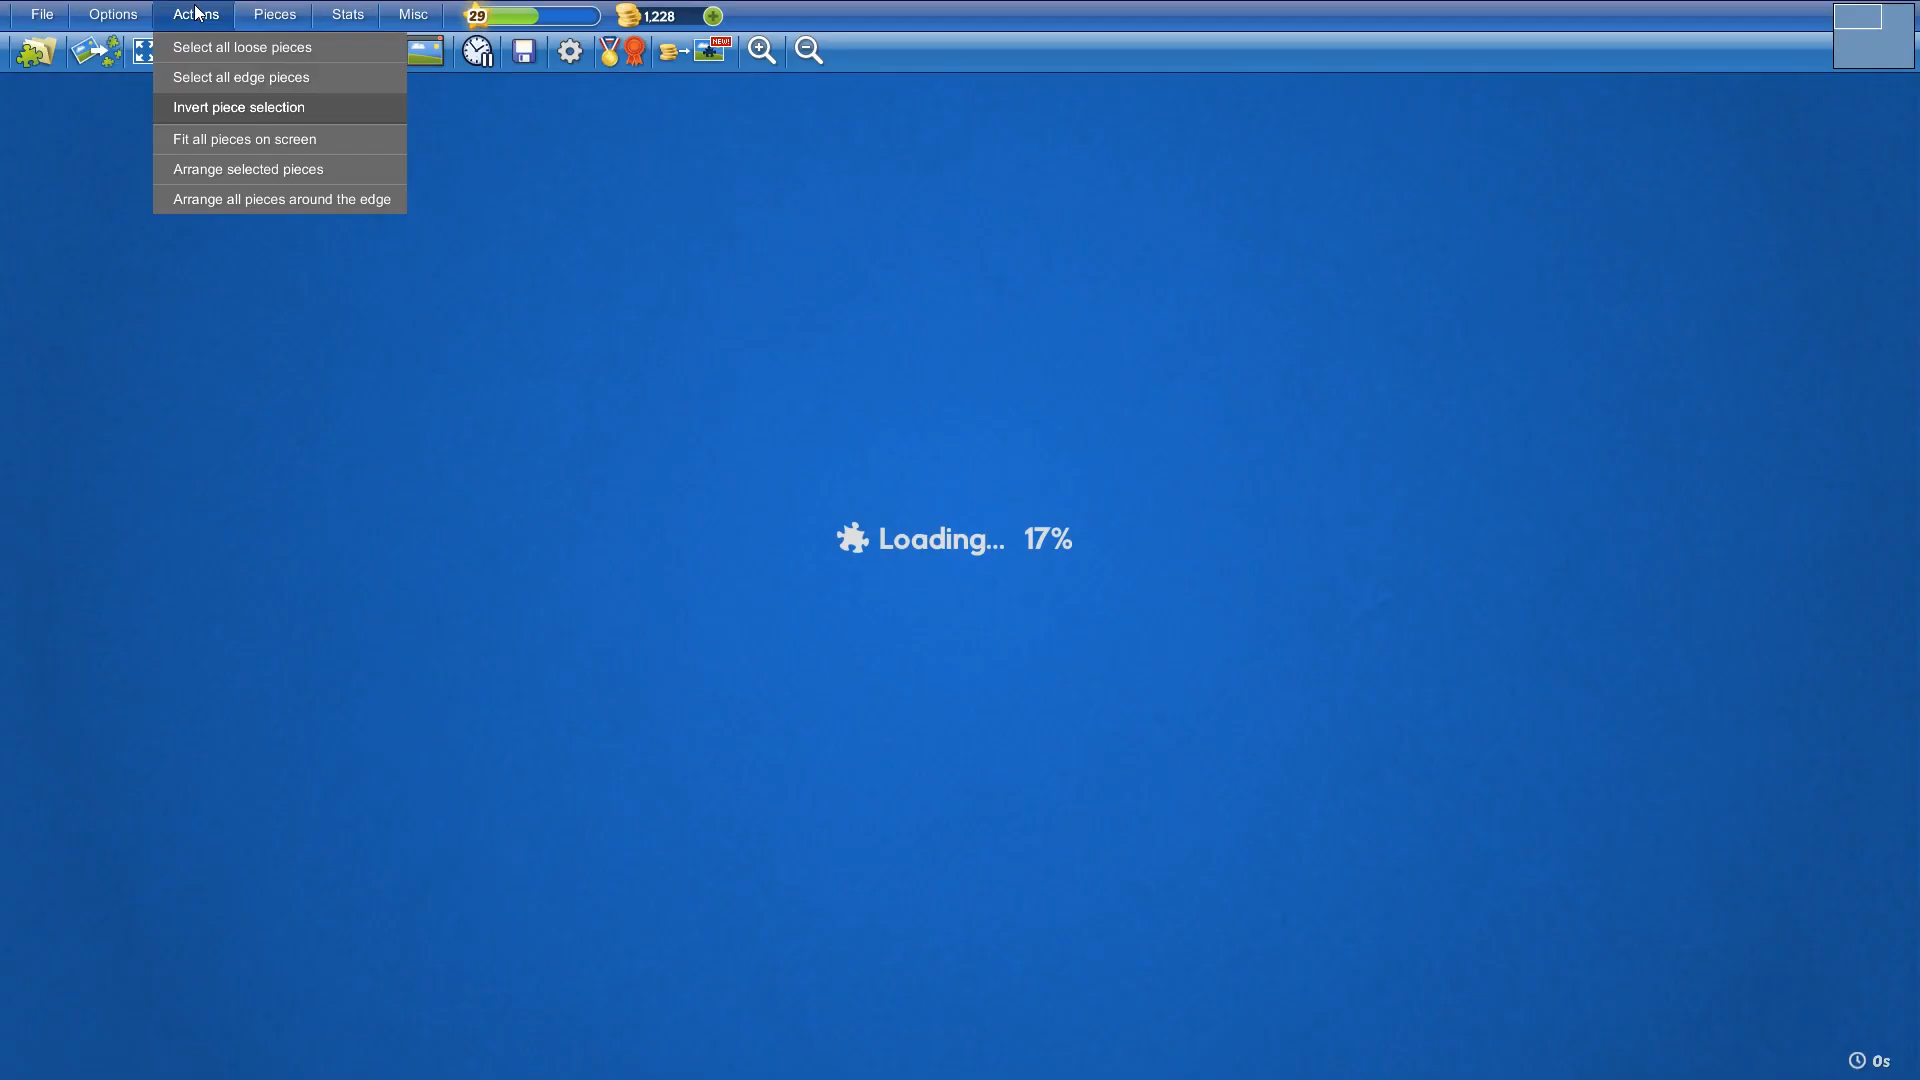 File Options Actions Pieces Stats Misc 29 1,228
NEW!
Select all loose pieces
Select all edge pieces
Invert piece selection
Fit all pieces on screen
Arrange selected pieces
Arrange all pieces around the edge
Loading... 17%
0s